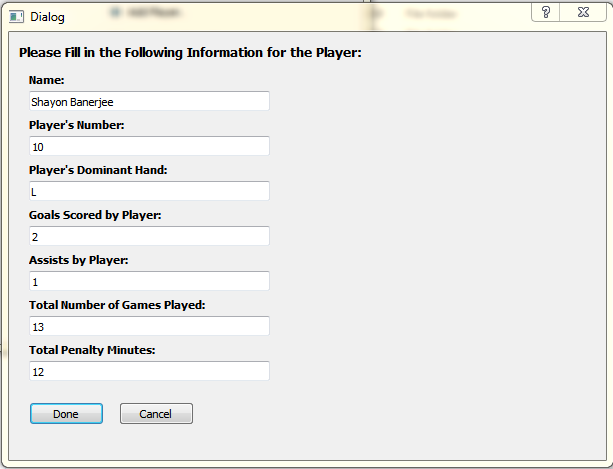 Dialog
Please Fill in the Following Information for the Player:
Name:
Shayon Banerjee
Player's Number:
10
Player's Dominant Hand:
L
Goals Scored by Player:
2
Assists by Player:
1
Total Number of Games Played:
13
Total Penalty Minutes:
12
Done Cancel